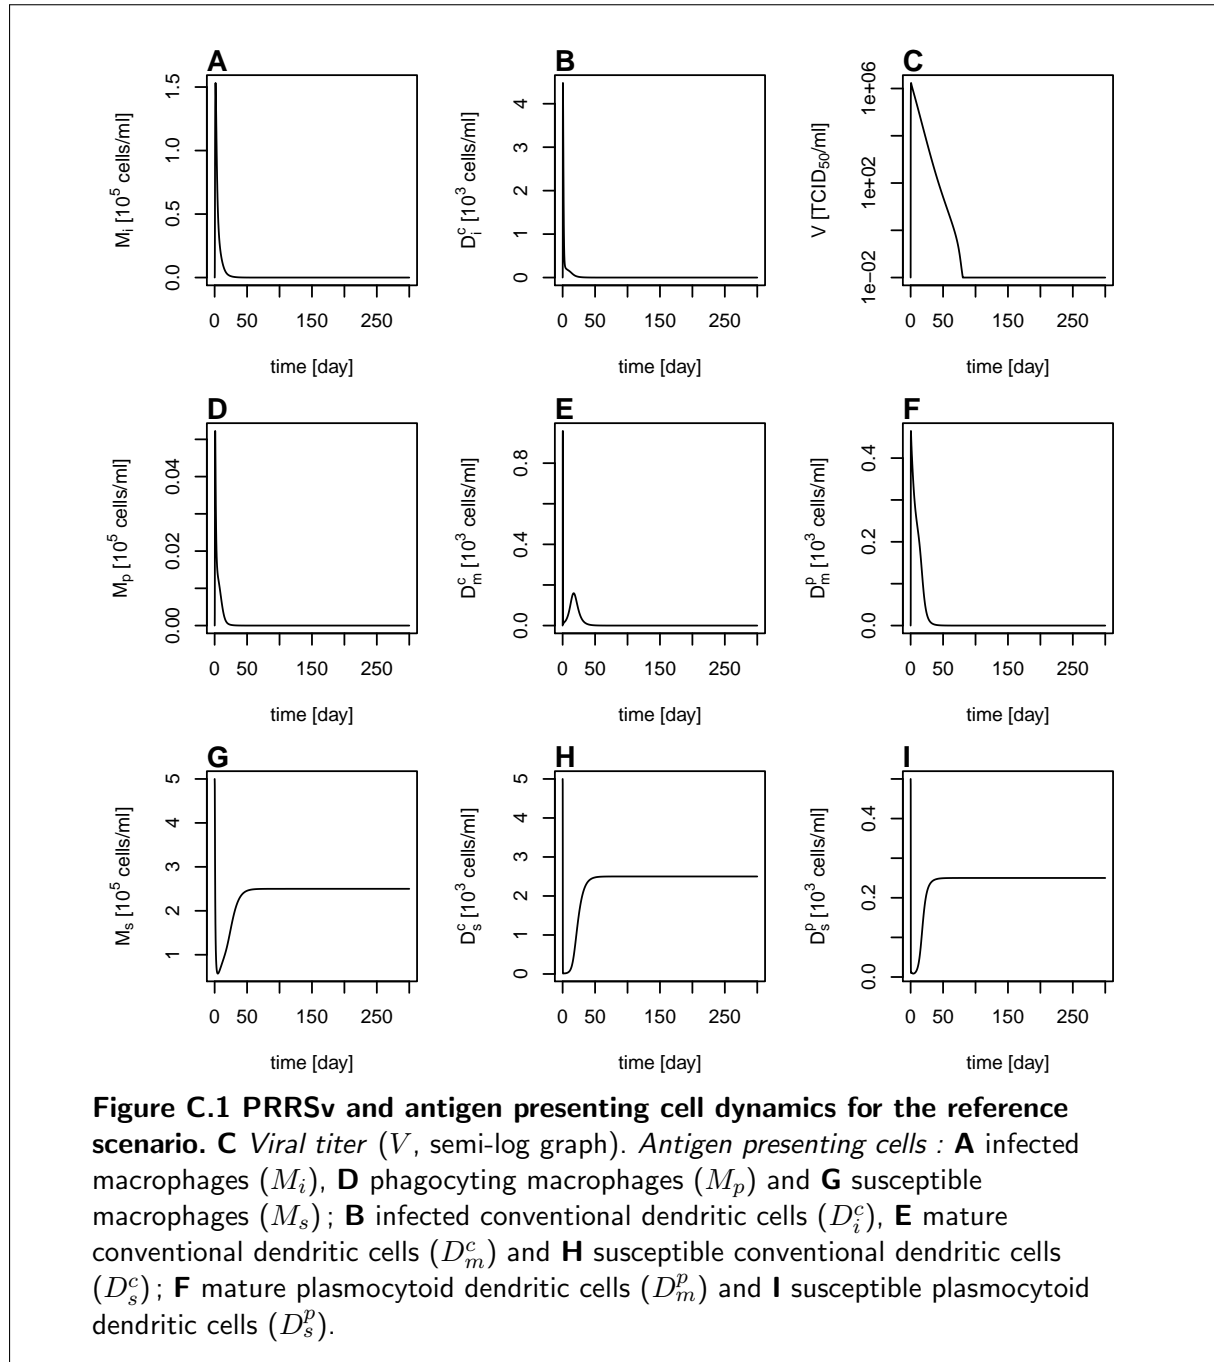 A
M_i [10^5 cells/ml]
1.5
1.0
0.5
0.0
0 50 150 250
time [day]
B
D_i^c [10^3 cells/ml]
4
3
2
1
0
0 50 150 250
time [day]
C
V [TCID_50/ml]
1e+06
1e+02
1e−02
0 50 150 250
time [day]
D
M_p [10^5 cells/ml]
0.04
0.02
0.00
0 50 150 250
time [day]
E
D_m^c [10^3 cells/ml]
0.8
0.4
0.0
0 50 150 250
time [day]
F
D_m^p [10^3 cells/ml]
0.4
0.2
0.0
0 50 150 250
time [day]
G
M_s [10^5 cells/ml]
5
4
3
2
1
0 50 150 250
time [day]
H
D_s^c [10^3 cells/ml]
5
4
3
2
1
0
0 50 150 250
time [day]
I
D_s^p [10^3 cells/ml]
0.4
0.2
0.0
0 50 150 250
time [day]
Figure C.1 PRRSv and antigen presenting cell dynamics for the reference
scenario. C Viral titer (V, semi-log graph). Antigen presenting cells : A infected
macrophages (M_i), D phagocyting macrophages (M_p) and G susceptible
macrophages (M_s) ; B infected conventional dendritic cells (D_i^c), E mature
conventional dendritic cells (D_m^c) and H susceptible conventional dendritic cells
(D_s^c) ; F mature plasmocytoid dendritic cells (D_m^p) and I susceptible plasmocytoid
dendritic cells (D_s^p).